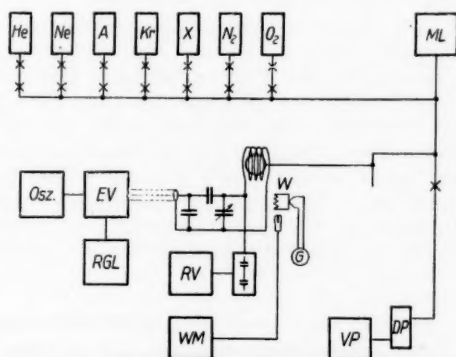 He Ne A Kr X N₂ O₂ ML
W
Osz. EV
G
RGL RV
WM VP DP